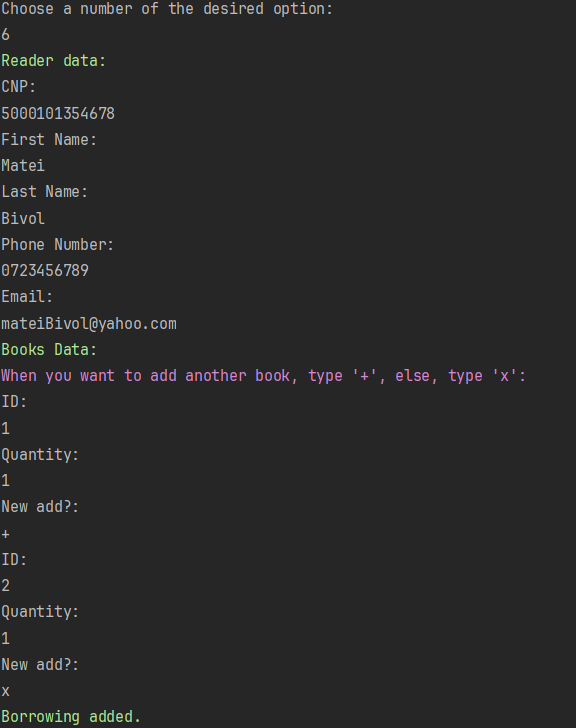 Choose a number of the desired option:
6
Reader data:
CNP:
5000101354678
First Name:
Matei
Last Name:
Bivol
Phone Number:
0723456789
Email:
mateiBivol@yahoo.com
Books Data:
When you want to add another book, type '+', else, type 'x':
ID:
1
Quantity:
1
New add?:
+
ID:
2
Quantity:
1
New add?:
x
Borrowing added.